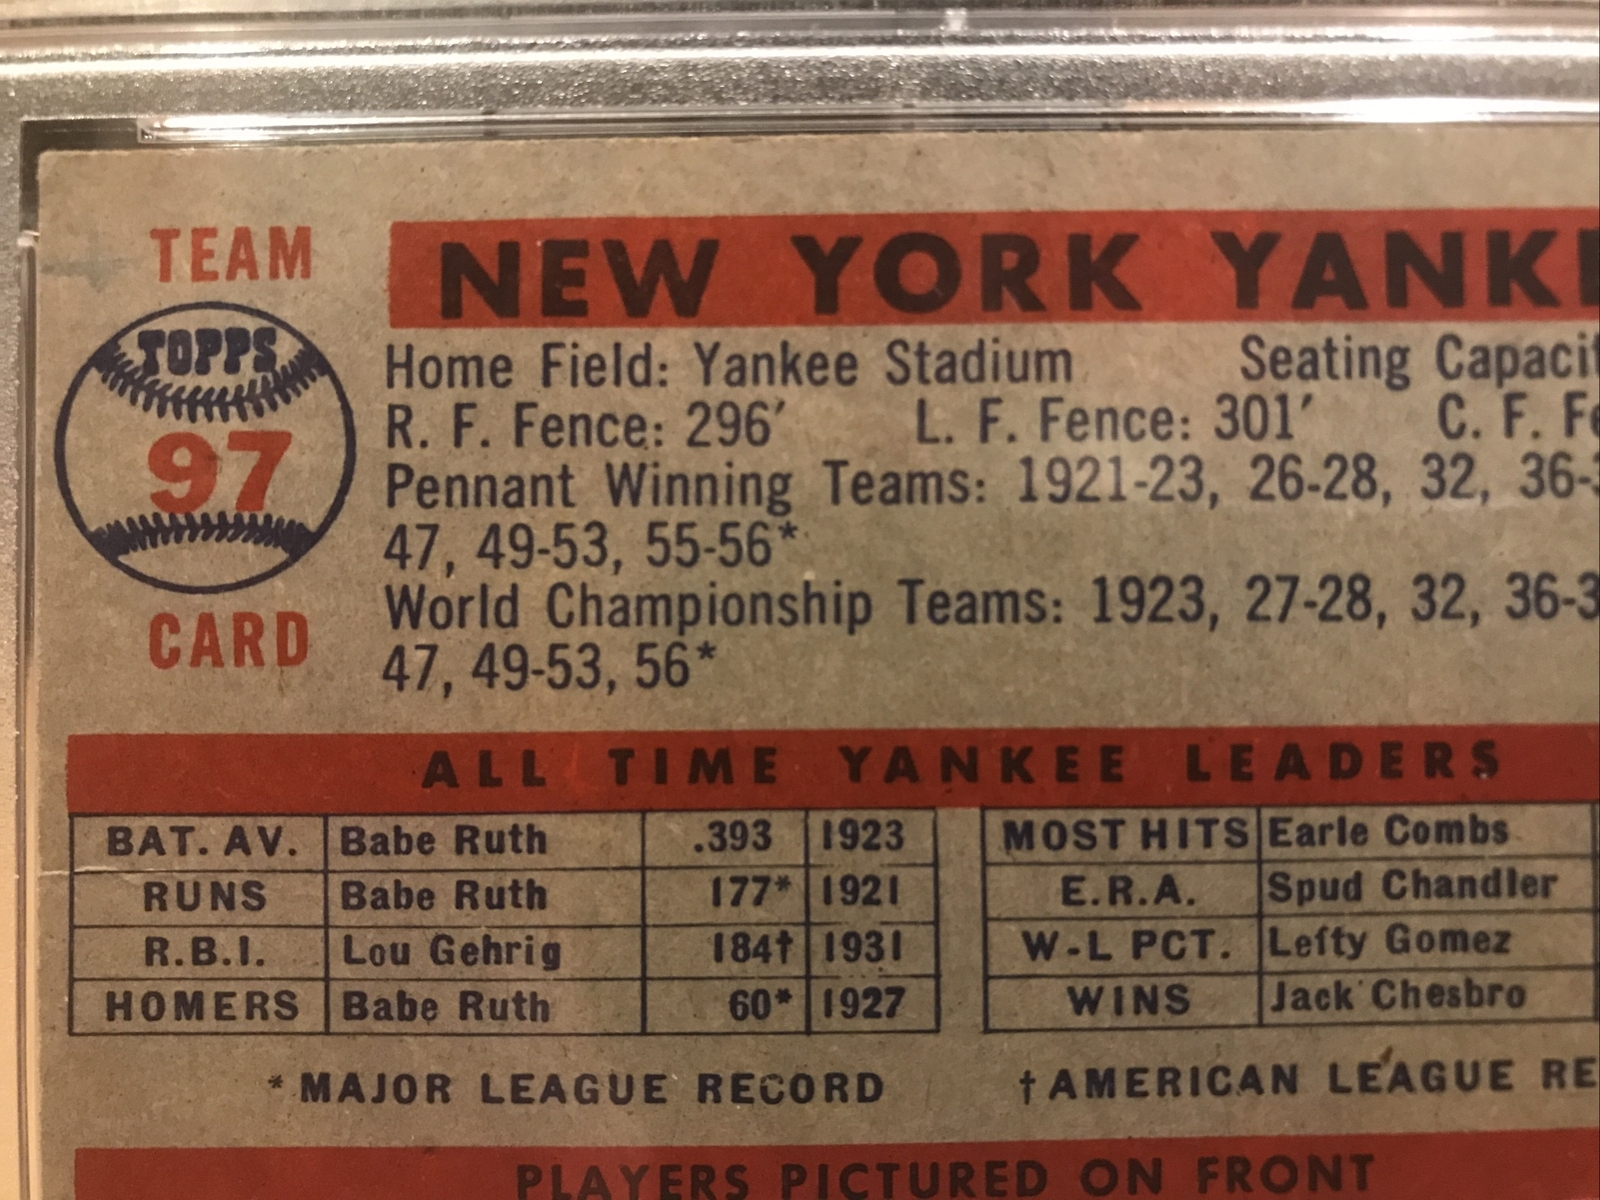 TEAM
TOPPS
97
CARD
NEW YORK
Home Field: Yankee Stadium Seating
R. F. Fence: 296′ L. F. Fence: 301′ C. F.
Pennant Winning Teams: 1921-23, 26-28, 32, 36-
47, 49-53, 55-56*
World Championship Teams: 1923, 27-28, 32, 36-3
47, 49-53, 56*
ALL TIME YANKEE LEADERS
BAT. AV. Babe Ruth .393 1923 MOST HITS Earle Combs
RUNS Babe Ruth 177* 1921 E.R.A. Spud Chandler
R.B.I. Lou Gehrig 184† 1931 W-L PCT. Lefty Gomez
HOMERS Babe Ruth 60* 1927 WINS Jack Chesbro
* MAJOR LEAGUE RECORD † AMERICAN LEAGUE RE
PLAYERS PICTURED ON FRONT